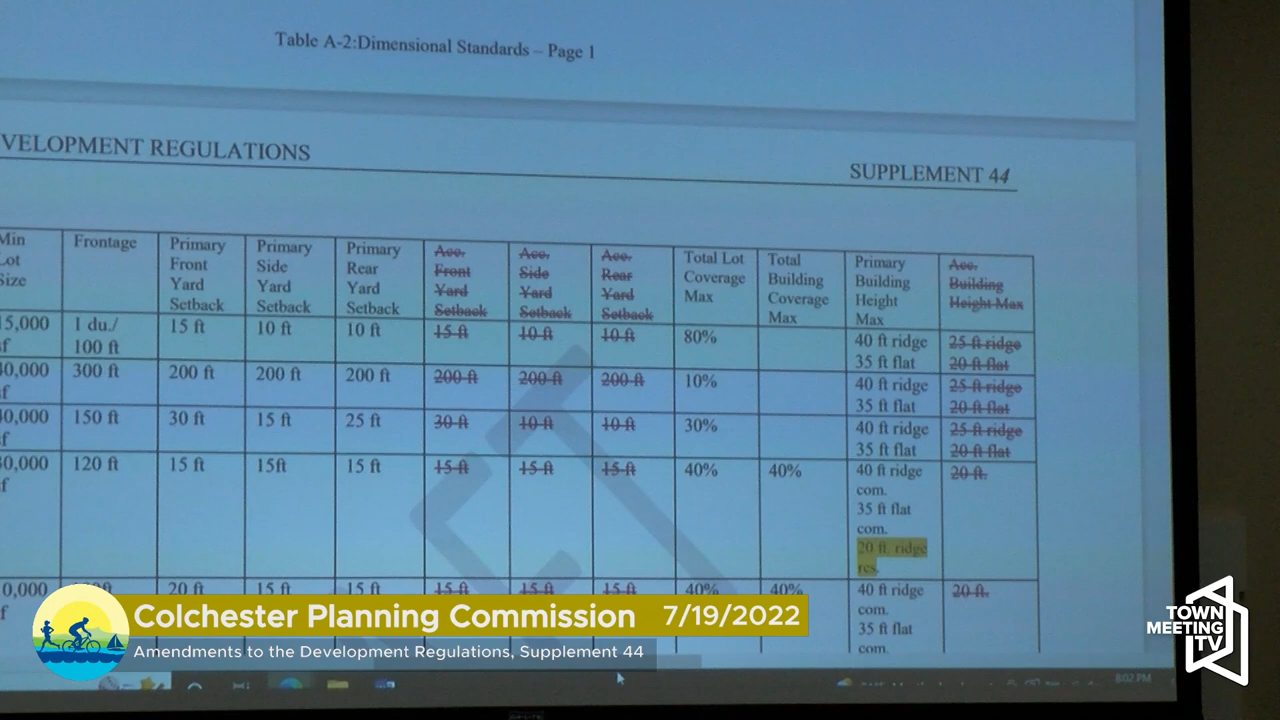 Table A-2:Dimensional Standards – Page 1
VELOPMENT REGULATIONS
SUPPLEMENT 44
Min Lot Size | Frontage | Primary Front Yard Setback | Primary Side Yard Setback | Primary Rear Yard Setback | Acc. Front Yard Setback | Acc. Side Yard Setback | Acc. Rear Yard Setback | Total Lot Coverage Max | Total Building Coverage Max | Primary Building Height Max | Acc. Building Height Max
15,000 sf | 1 du./ 100 ft | 15 ft | 10 ft | 10 ft | 15 ft | 10 ft | 10 ft | 80% | | 40 ft ridge 35 ft flat | 25 ft ridge 20 ft flat
0,000 f | 300 ft | 200 ft | 200 ft | 200 ft | 200 ft | 200 ft | 200 ft | 10% | | 40 ft ridge 35 ft flat | 25 ft ridge 20 ft flat
0,000 f | 150 ft | 30 ft | 15 ft | 25 ft | 30 ft | 10 ft | 10 ft | 30% | | 40 ft ridge 35 ft flat | 25 ft ridge 20 ft flat
0,000 f | 120 ft | 15 ft | 15ft | 15 ft | 15 ft | 15 ft | 15 ft | 40% | 40% | 40 ft ridge com. 35 ft flat com. 20 ft. ridge res. | 20 ft.
0,000 f | 20 ft | 15 ft | 15 ft | 15 ft | 15 ft | 15 ft | 40% | 40% | 40 ft ridge com. 35 ft flat com. | 20 ft.
Colchester Planning Commission 7/19/2022
Amendments to the Development Regulations, Supplement 44
TOWN
MEETING
TV
8:02 PM